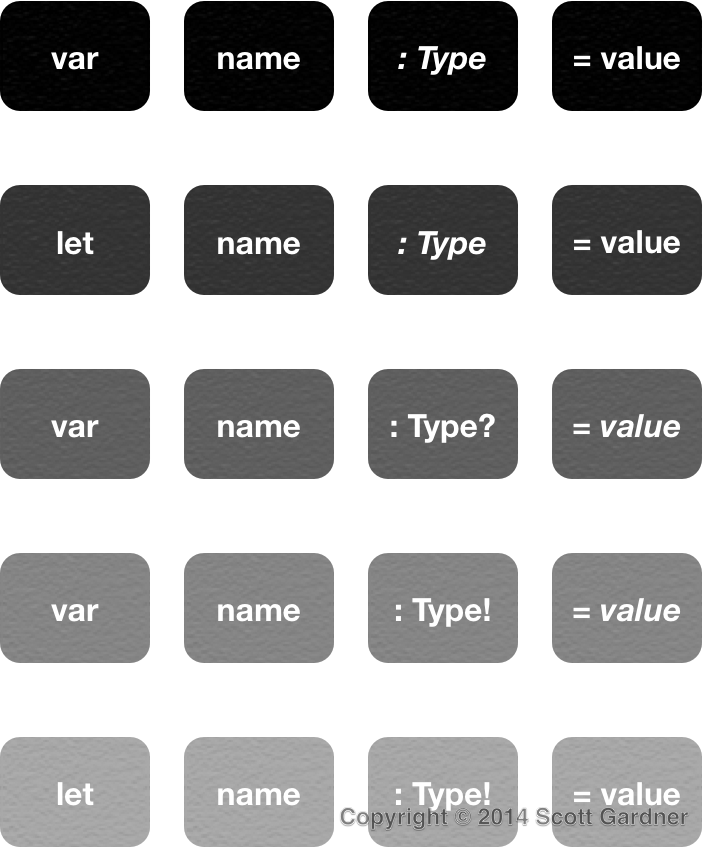 var name : Type = value
let name : Type = value
var name : Type? = value
var name : Type! = value
let name : Type! = value
Copyright © 2014 Scott Gardner